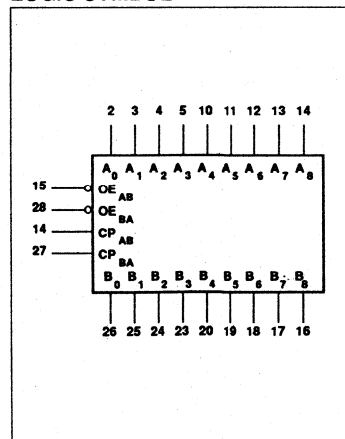 2 3 4 5 10 11 12 13 14
A0 A1 A2 A3 A4 A5 A6 A7 A8
15 OEAB
28 OEBA
14 CPAB
27 CPBA
B0 B1 B2 B3 B4 B5 B6 B7 B8
26 25 24 23 20 19 18 17 16